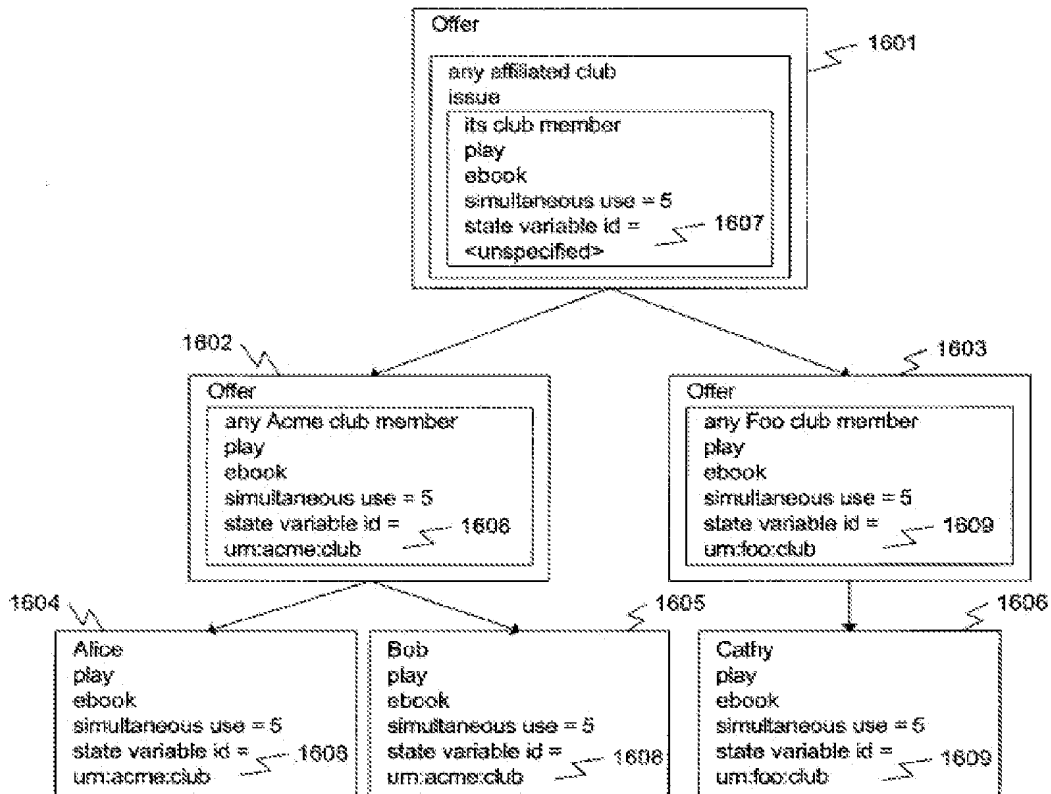 Offer
1601
any affiliated club
issue
its club member
play
ebook
simultaneous use = 5
state variable id =
1607
<unspecified>
1602
1603
Offer
any Acme club member
play
ebook
simultaneous use = 5
state variable id =
1608
urn:acme:club
Offer
any Foo club member
play
ebook
simultaneous use = 5
state variable id =
1609
urn:foo:club
1604
1605
1606
Alice
play
ebook
simultaneous use = 5
state variable id =
1608
urn:acme:club
Bob
play
ebook
simultaneous use = 5
state variable id =
1608
urn:acme:club
Cathy
play
ebook
simultaneous use = 5
state variable id =
1609
urn:foo:club